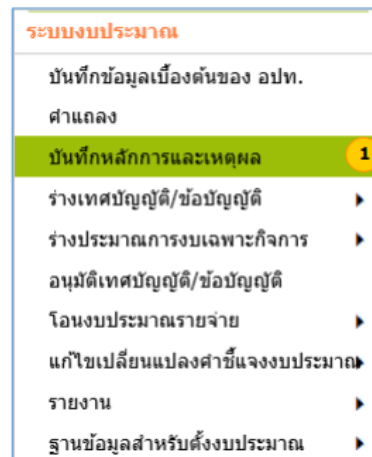 ระบบงบประมาณ
บันทึกข้อมูลเบื้องต้นของ อปท.
คำแถลง
บันทึกหลักการและเหตุผล 1
ร่างเทศบัญญัติ/ข้อบัญญัติ
ร่างประมาณการงบเฉพาะกิจการ
อนุมัติเทศบัญญัติ/ข้อบัญญัติ
โอนงบประมาณรายจ่าย
แก้ไขเปลี่ยนแปลงคำชี้แจงงบประมาณ
รายงาน
ฐานข้อมูลสำหรับตั้งงบประมาณ